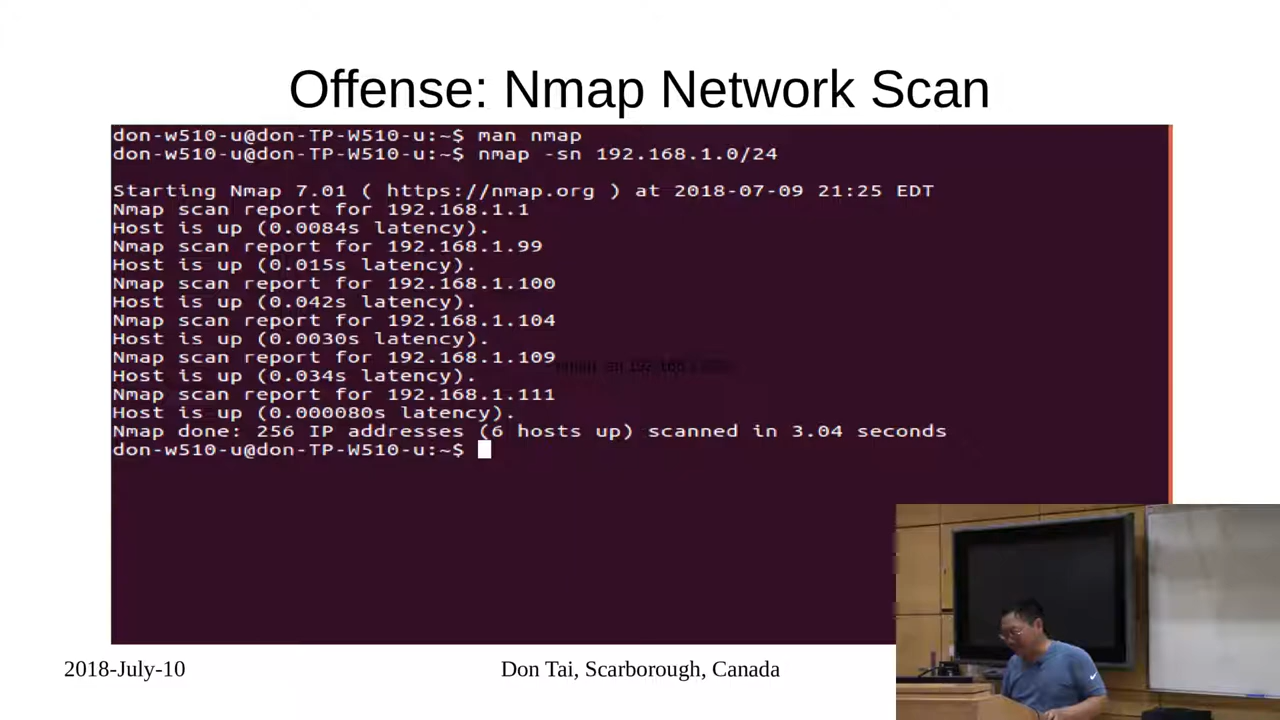 Offense: Nmap Network Scan
don-w510-u@don-TP-W510-u:~$ man nmap
don-w510-u@don-TP-W510-u:~$ nmap -sn 192.168.1.0/24
Starting Nmap 7.01 ( https://nmap.org ) at 2018-07-09 21:25 EDT
Nmap scan report for 192.168.1.1
Host is up (0.0084s latency).
Nmap scan report for 192.168.1.99
Host is up (0.015s latency).
Nmap scan report for 192.168.1.100
Host is up (0.042s latency).
Nmap scan report for 192.168.1.104
Host is up (0.0030s latency).
Nmap scan report for 192.168.1.109
Host is up (0.034s latency).
Nmap scan report for 192.168.1.111
Host is up (0.000080s latency).
Nmap done: 256 IP addresses (6 hosts up) scanned in 3.04 seconds
don-w510-u@don-TP-W510-u:~$
2018-July-10
Don Tai, Scarborough, Canada